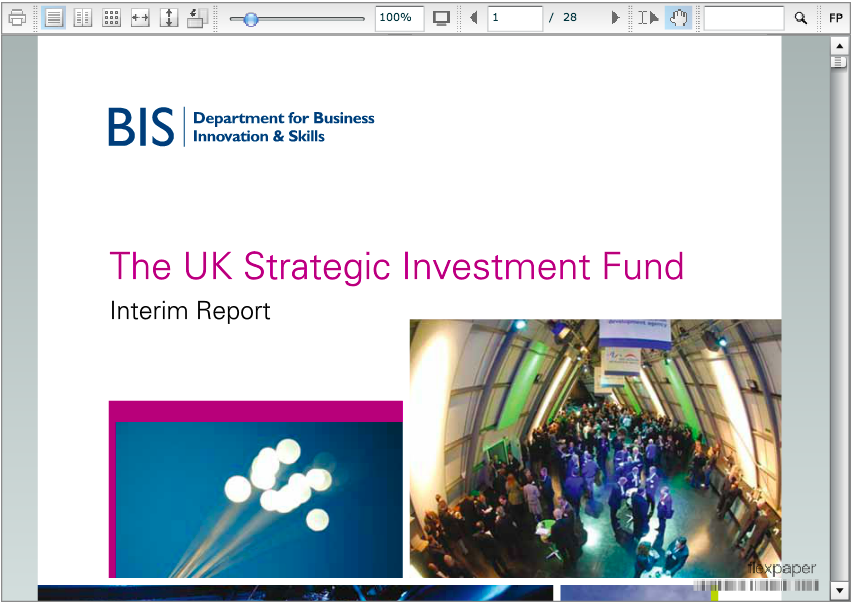 100%
1
/ 28
FP
BIS
Department for Business
Innovation & Skills
The UK Strategic Investment Fund
Interim Report
development agency
flexpaper